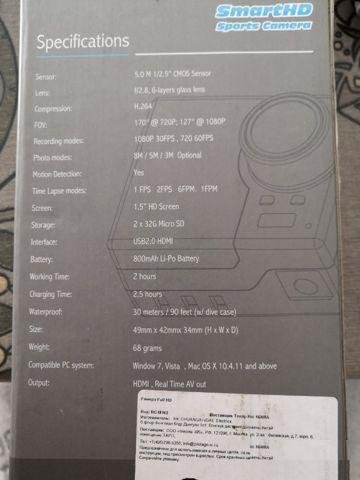 SmartHD
Sports Camera
Specifications
Sensor: 5.0 M 1/2.5" CMOS Sensor
Lens: f/2.8, 6-layers glass lens
Compression: H.264
FOV: 170° @ 720P; 127° @ 1080P
Recording modes: 1080P 30FPS , 720 60FPS
Photo modes: 8M / 5M / 3M Optional
Motion Detection: Yes
Time Lapse modes: 1 FPS 2FPS 6FPM 1FPM
Screen: 1.5" HD Screen
Storage: 2 x 32G Micro SD
Interface: USB2.0 HDMI
Battery: 800mAh Li-Po Battery
Working Time: 2 hours
Charging Time: 2.5 hours
Waterproof: 30 meters / 90 feet (w/ dive case)
Size: 49mm x 42mmx 34mm (H x W x D)
Weight: 68 grams
Compatible PC system: Window 7, Vista , Mac OS X 10.4.11 and above
Output: HDMI , Real Time AV out
Камера Full HD